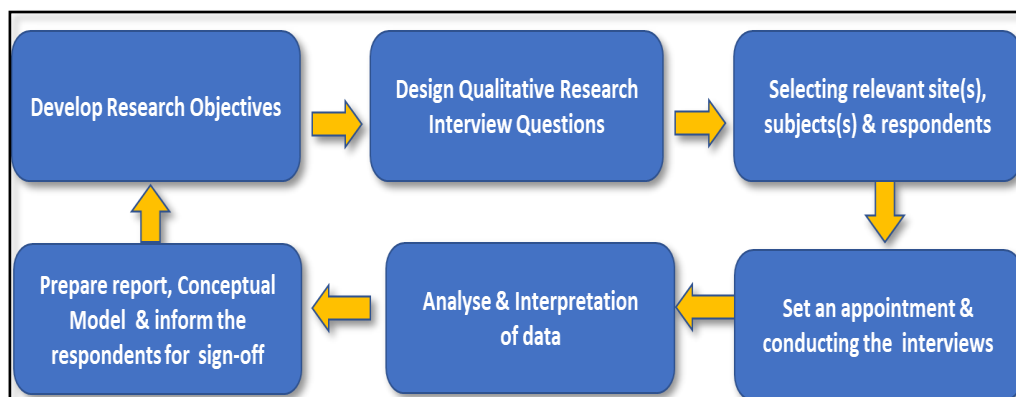 Develop Research Objectives
Design Qualitative Research
Interview Questions
Selecting relevant site(s),
subjects(s) & respondents
Set an appointment &
conducting the interviews
Analyse & Interpretation
of data
Prepare report, Conceptual
Model & inform the
respondents for sign-off